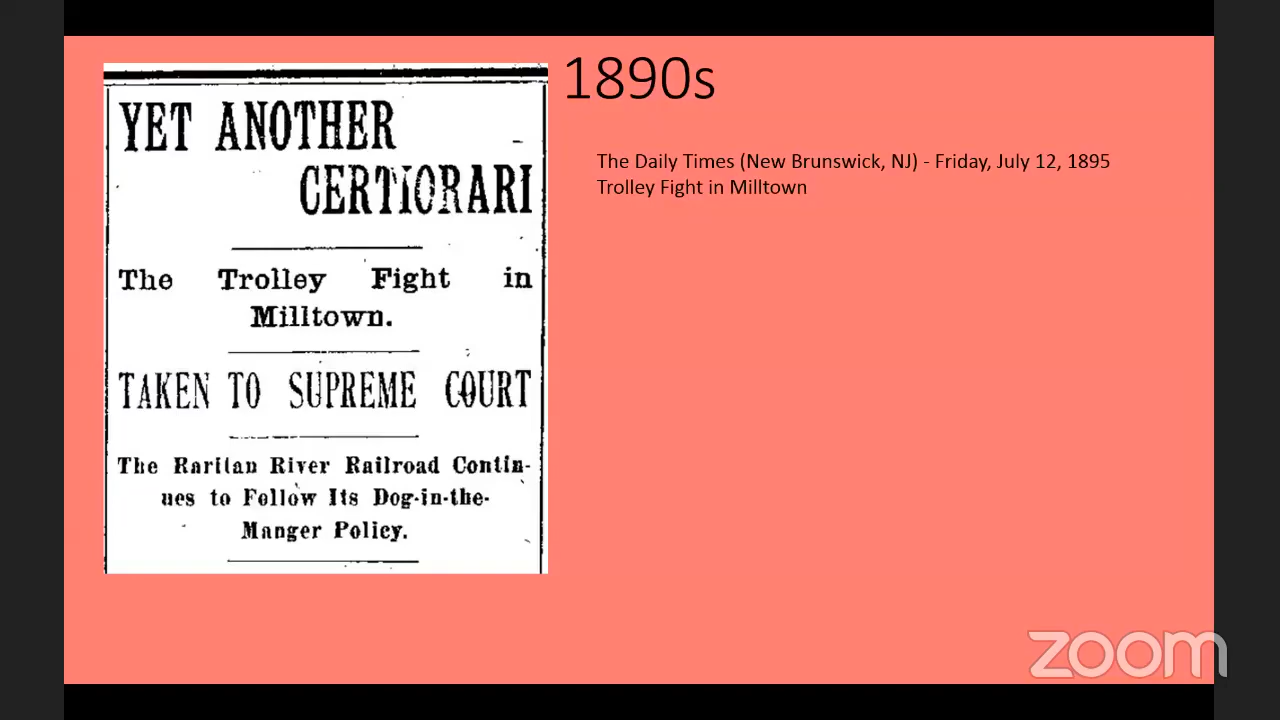 1890s
YET ANOTHER
CERTIORARI
The Trolley Fight in
Milltown.
TAKEN TO SUPREME COURT
The Raritan River Railroad Contin-
ues to Follow Its Dog-in-the-
Manger Policy.
The Daily Times (New Brunswick, NJ) - Friday, July 12, 1895
Trolley Fight in Milltown
zoom